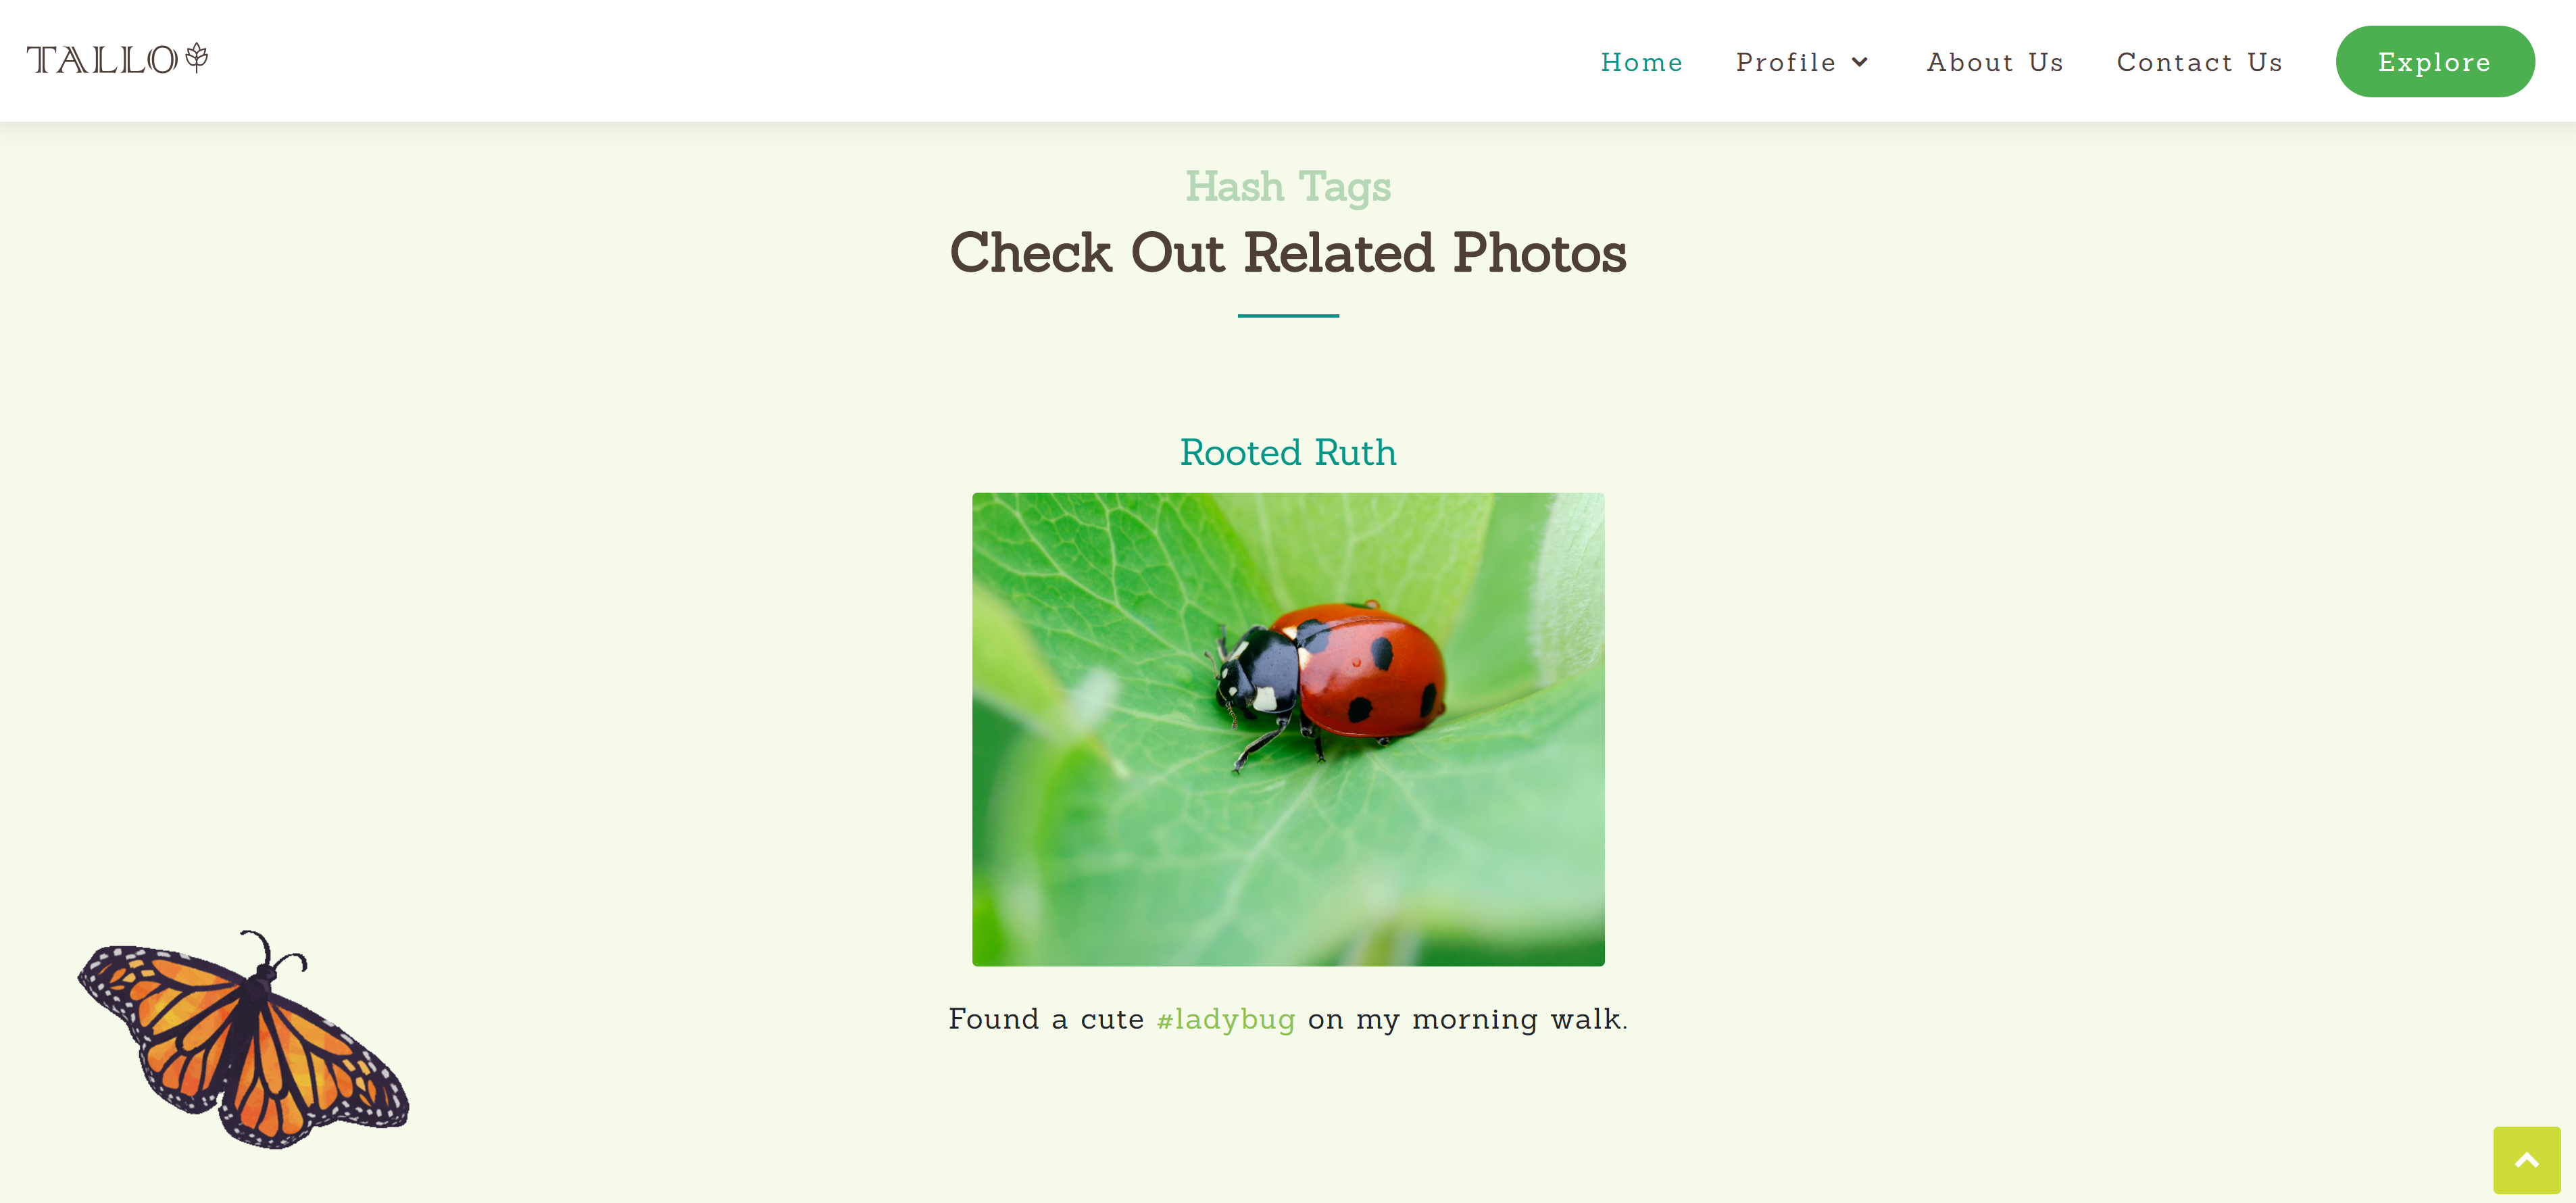 TALLO
Home Profile About Us Contact Us Explore
Hash Tags
Check Out Related Photos
Rooted Ruth
Found a cute #ladybug on my morning walk.